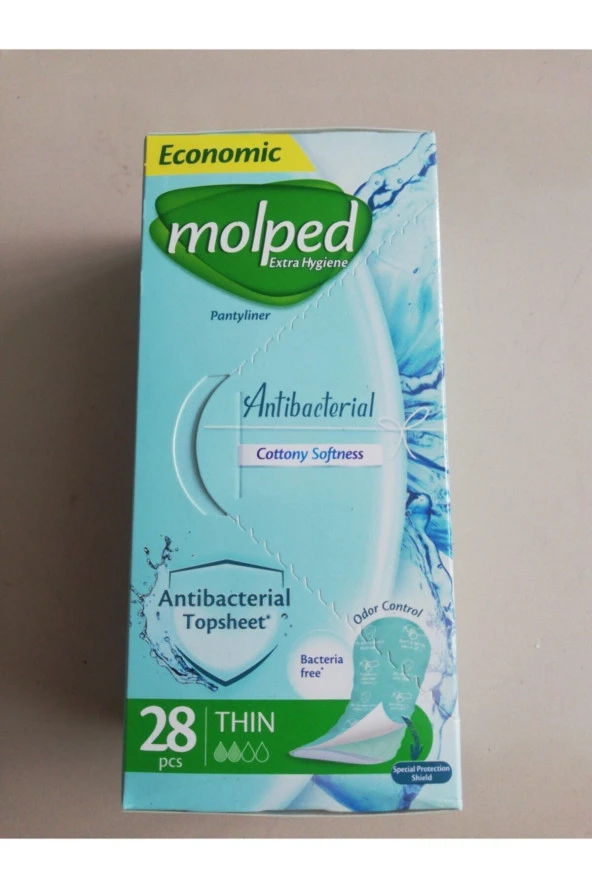 Economic
molped
Extra Hygiene
Pantyliner
Antibacterial
Cottony Softness
Antibacterial
Topsheet*
Odor Control
Bacteria
free*
28
pcs
THIN
Special Protection
Shield